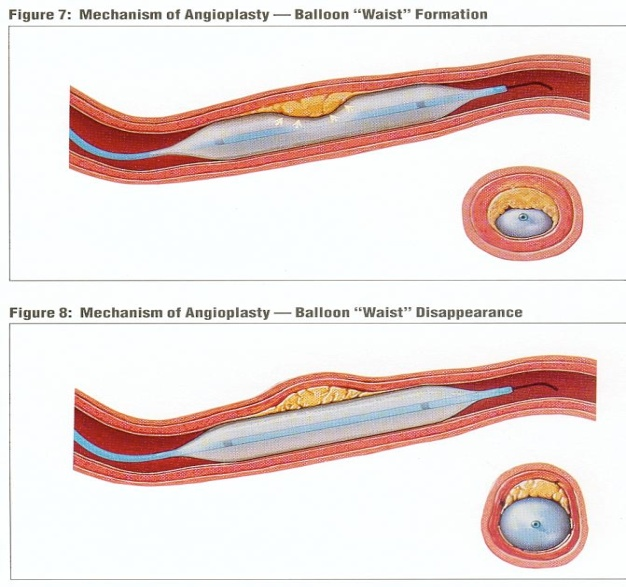 Figure 7: Mechanism of Angioplasty — Balloon “Waist” Formation
Figure 8: Mechanism of Angioplasty — Balloon “Waist” Disappearance